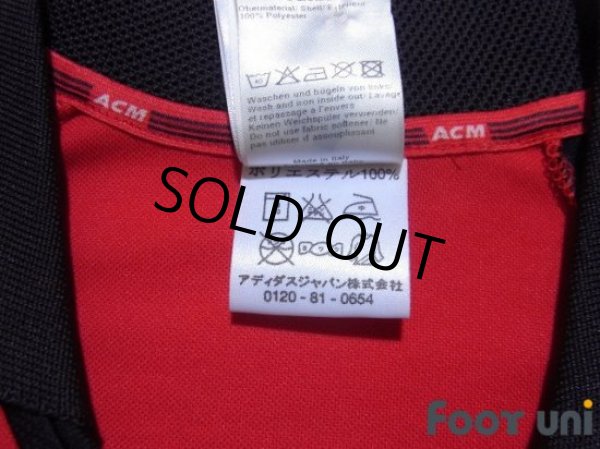 Obermaterial: Shell/
100% Polyester
Waschen und bügeln von links/
Wash and iron inside out/ Lavage
et repassage a l'envers
Keinen Weichspüler verwenden/
Do not use fabric softener/ Ne
pas utiliser d assouplissant
ACM
ACM
Made in Italy
ポリエステル100%
SOLD OUT
アディダスジャパン株式会社
0120-81-0654
FOOT uni